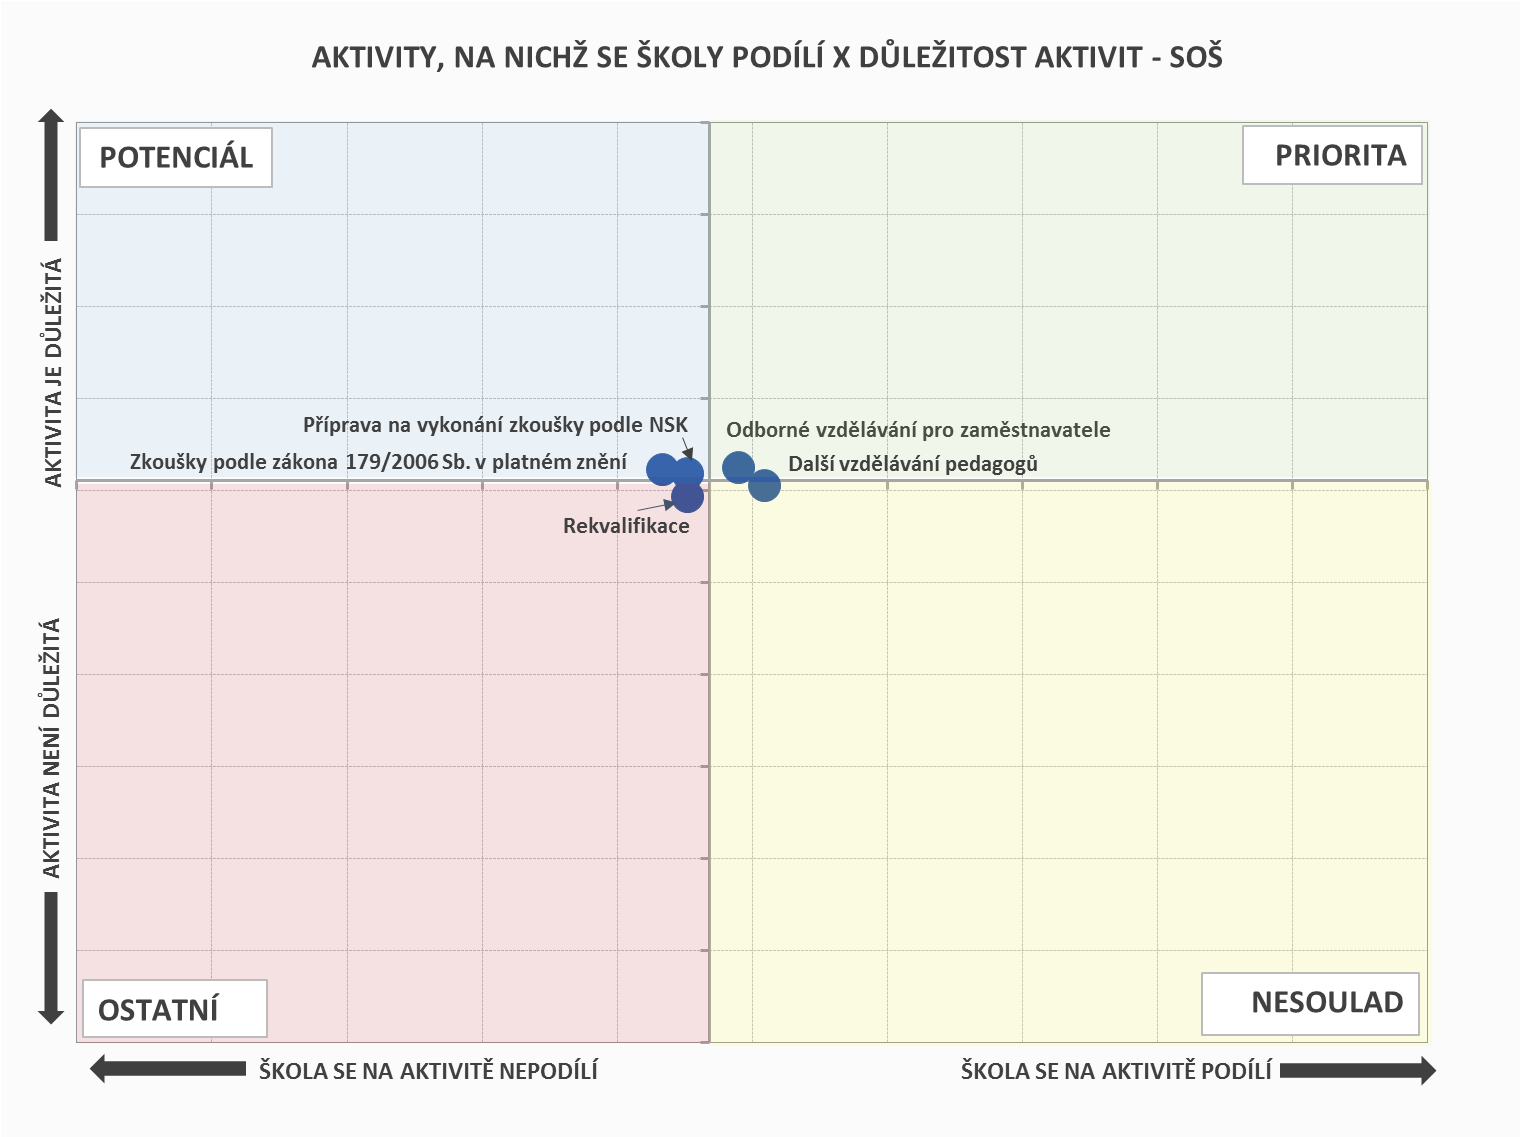 AKTIVITY, NA NICHŽ SE ŠKOLY PODÍLÍ X DŮLEŽITOST AKTIVIT - SOŠ
POTENCIÁL
PRIORITA
AKTIVITA JE DŮLEŽITÁ
Příprava na vykonání zkoušky podle NSK
Odborné vzdělávání pro zaměstnavatele
Zkoušky podle zákona 179/2006 Sb. v platném znění
Další vzdělávání pedagogů
Rekvalifikace
AKTIVITA NENÍ DŮLEŽITÁ
OSTATNÍ
NESOULAD
ŠKOLA SE NA AKTIVITĚ NEPODÍLÍ
ŠKOLA SE NA AKTIVITĚ PODÍLÍ